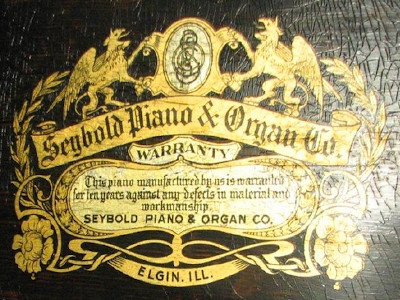 Seybold Piano & Organ Co.
WARRANTY
This piano manufactured by us is warranted
for ten years against any defects in material and
workmanship.
SEYBOLD PIANO & ORGAN CO.
ELGIN. ILL.